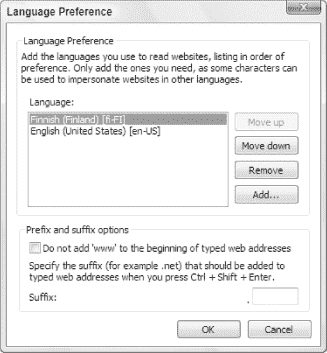 Language Preference
Language Preference
Add the languages you use to read websites, listing in order of
preference. Only add the ones you need, as some characters can
be used to impersonate websites in other languages.
Language:
Finnish (Finland) [fi-FI]
English (United States) [en-US]
Move up
Move down
Remove
Add...
Prefix and suffix options
Do not add 'www' to the beginning of typed web addresses
Specify the suffix (for example .net) that should be added to
typed web addresses when you press Ctrl + Shift + Enter.
Suffix: .
OK Cancel